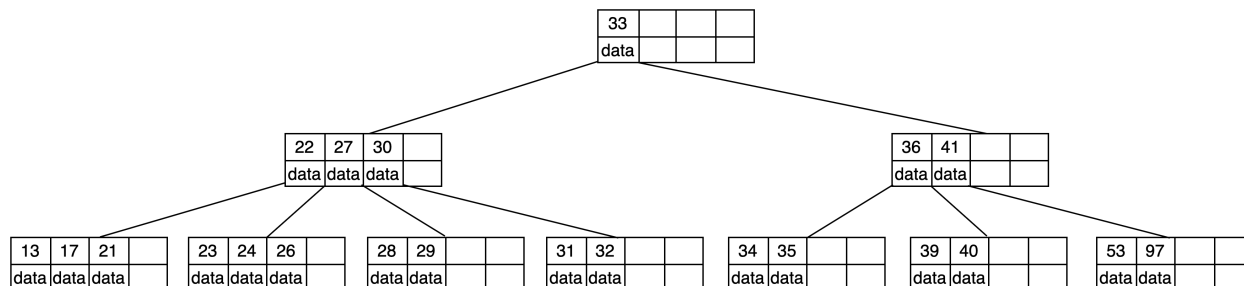 33
data
22 27 30
data data data
36 41
data data
13 17 21
data data data
23 24 26
data data data
28 29
data data
31 32
data data
34 35
data data
39 40
data data
53 97
data data